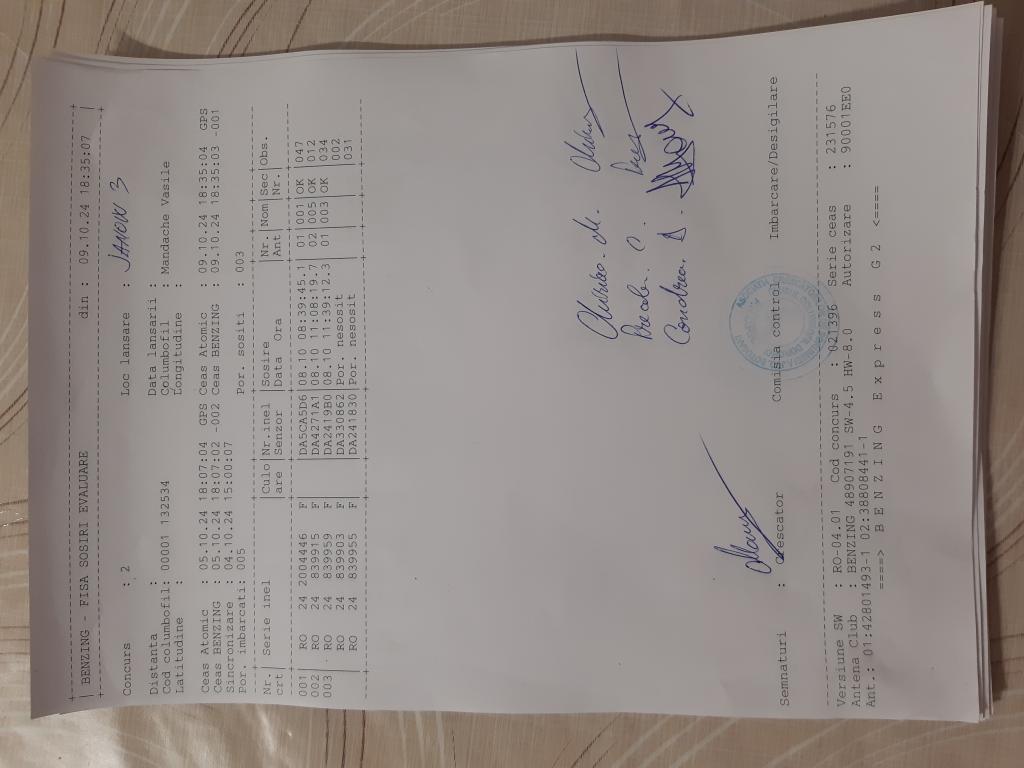 | BENZING - FISA SOSIRI EVALUARE din : 09.10.24 18:35:07 |
Concurs : 2 Loc lansare : JANOVU 3
Distanta : Data lansarii :
Cod columbofil: 00001 132534 Columbofil : Mandache Vasile
Latitudine : Longitudine :
Ceas Atomic : 05.10.24 18:07:04 GPS Ceas Atomic : 09.10.24 18:35:04 GPS
Ceas BENZING : 05.10.24 18:07:02 -002 Ceas BENZING : 09.10.24 18:35:03 -001
Sincronizare : 04.10.24 15:00:07
Por. imbarcati: 005 Por. sositi : 003
Nr.| Serie inel |Culo|Nr.inel |Sosire |Nr |Nom|Sec|Obs.
crt| |are |Senzor |Data Ora |Ant| |Nr.|
001 | RO 24 2004446 F | |DA5CA5D6|08.10 08:39:45.1| 01|001|OK | 047
002 | RO 24 839915 F | |DA4271A1|08.10 11:08:19.7| 02|005|OK | 012
003 | RO 24 839959 F | |DA2419B0|08.10 11:39:12.3| 01|003|OK | 034
| RO 24 839903 F | |DA330862|Por. nesosit | 002
| RO 24 839955 F | |DA241830|Por. nesosit | 031
Condrea. D.
Semnaturi : Crescator Comisia control Imbarcare/Desigilare
Versiune SW : RO-04.01 Cod concurs : 021396 Serie ceas : 231576
Antena Club : BENZING 48907191 SW-4.5 HW-8.0 Autorizare : 90001EE0
Ant.: 01:42801493-1 02:38808441-1
====> B E N Z I N G E x p r e s s G 2 <====